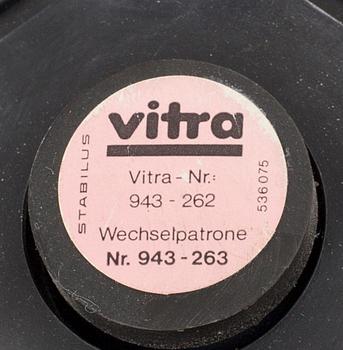 vitra
Vitra-Nr.:
943 - 262
Wechselpatrone
Nr. 943 - 263
STABILUS
536075